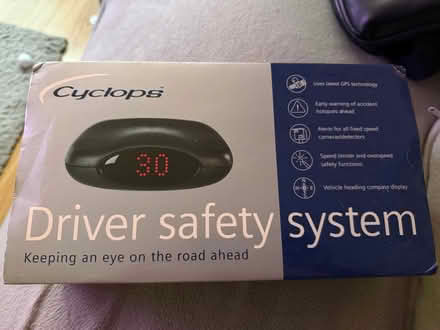 Cyclops™
30
Uses latest GPS technology
Early warning of accident
hotspots ahead
Alerts for all fixed speed
cameras/detectors
Speed limiter and overspeed
safety functions
Vehicle heading compass display
Driver safety system
Keeping an eye on the road ahead